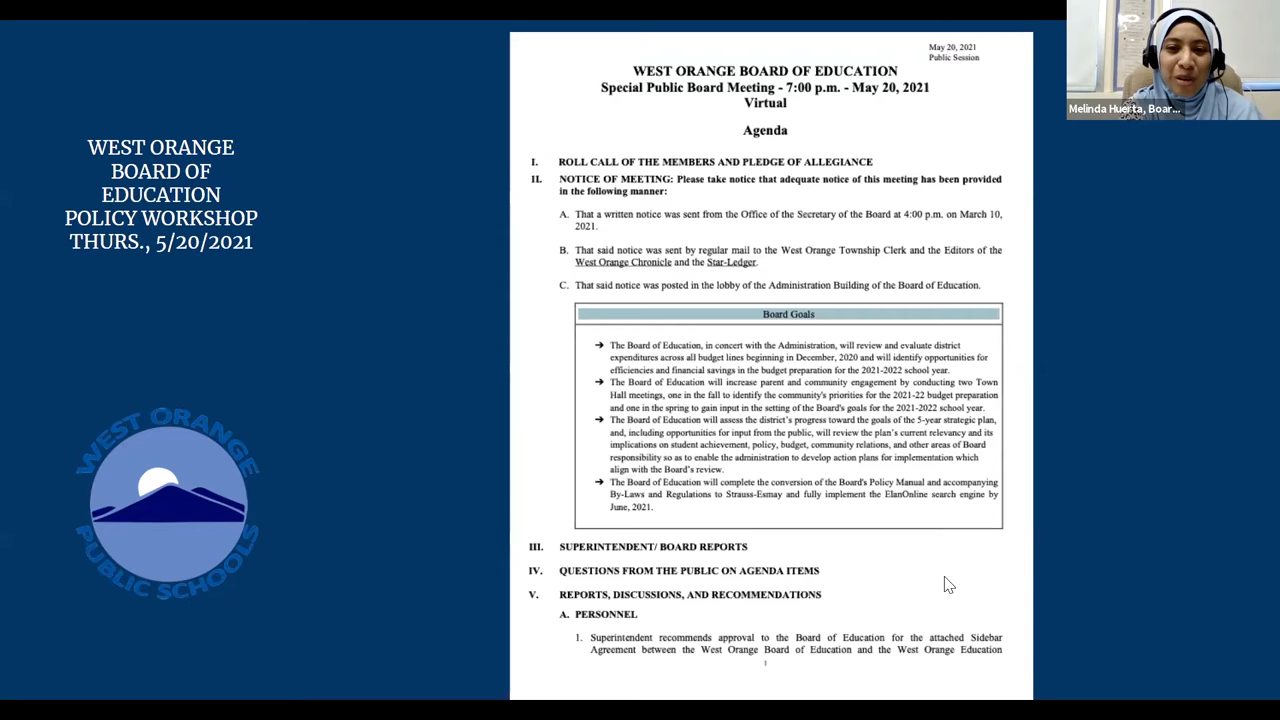 WEST ORANGE
BOARD OF
EDUCATION
POLICY WORKSHOP
THURS., 5/20/2021
WEST ORANGE
PUBLIC SCHOOLS
May 20, 2021
Public Session
WEST ORANGE BOARD OF EDUCATION
Special Public Board Meeting - 7:00 p.m. - May 20, 2021
Virtual
Agenda
I. ROLL CALL OF THE MEMBERS AND PLEDGE OF ALLEGIANCE
II. NOTICE OF MEETING: Please take notice that adequate notice of this meeting has been provided
in the following manner:
A. That a written notice was sent from the Office of the Secretary of the Board at 4:00 p.m. on March 10,
2021.
B. That said notice was sent by regular mail to the West Orange Township Clerk and the Editors of the
West Orange Chronicle and the Star-Ledger.
C. That said notice was posted in the lobby of the Administration Building of the Board of Education.
Board Goals
➔ The Board of Education, in concert with the Administration, will review and evaluate district
expenditures across all budget lines beginning in December, 2020 and will identify opportunities for
efficiencies and financial savings in the budget preparation for the 2021-2022 school year.
➔ The Board of Education will increase parent and community engagement by conducting two Town
Hall meetings, one in the fall to identify the community's priorities for the 2021-22 budget preparation
and one in the spring to gain input in the setting of the Board's goals for the 2021-2022 school year.
➔ The Board of Education will assess the district's progress toward the goals of the 5-year strategic plan,
and, including opportunities for input from the public, will review the plan's current relevancy and its
implications on student achievement, policy, budget, community relations, and other areas of Board
responsibility so as to enable the administration to develop action plans for implementation which
align with the Board's review.
➔ The Board of Education will complete the conversion of the Board's Policy Manual and accompanying
By-Laws and Regulations to Strauss-Esmay and fully implement the ElanOnline search engine by
June, 2021.
III. SUPERINTENDENT/ BOARD REPORTS
IV. QUESTIONS FROM THE PUBLIC ON AGENDA ITEMS
V. REPORTS, DISCUSSIONS, AND RECOMMENDATIONS
A. PERSONNEL
1. Superintendent recommends approval to the Board of Education for the attached Sidebar
Agreement between the West Orange Board of Education and the West Orange Education
1
Melinda Huerta, Boar...